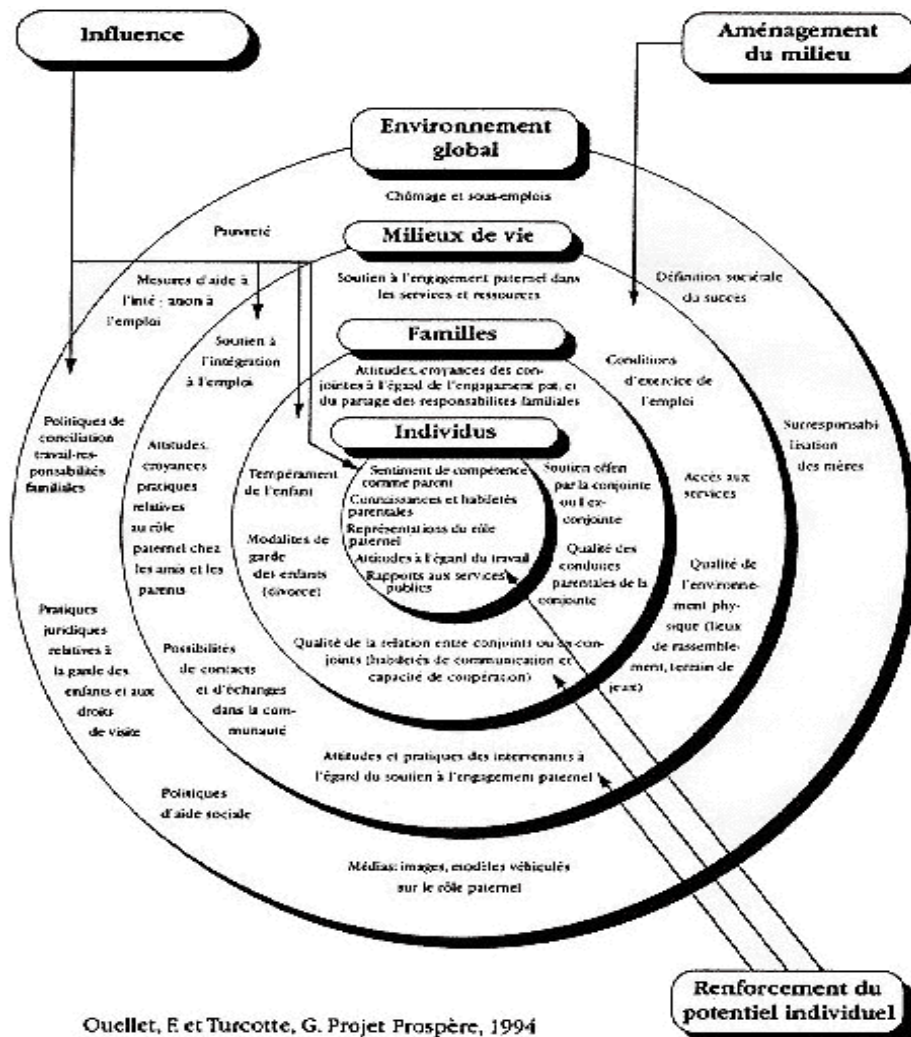 Influence
Aménagement
du milieu
Environnement
global
Chômage et sous-emplois
Pauvreté
Milieux de vie
Mesures d'aide à
l'inté : ation à
l'emploi
Soutien à l'engagement paternel dans
les services et ressources
Définition sociétale
du succès
Familles
Soutien à
l'intégration
à l'emploi
Attitudes, croyances des con-
jointes à l'égard de l'engagement pat. et
du partage des responsabilités familiales
Conditions
d'exercice de
l'emploi
Individus
Politiques de
conciliation
travail-res-
ponsabilités
familiales
Attitudes,
croyances
pratiques
relatives
au rôle
paternel chez
les amis et les
parents
Tempérament
de l'enfant
Sentiment de compétence
comme parent
Connaissances et habiletés
parentales
Représentations du rôle
paternel
Attitudes à l'égard du travail
Rapports aux services
publics
Soutien offert
par la conjointe
ou l'ex-
conjointe
Accès aux
services
Surresponsabi
lisation
des mères
Modalités de
garde
des enfants
(divorce)
Qualité des
conduites
parentales de la
conjointe
Qualité de
l'environne-
ment phy-
sique (lieux
de rassemble-
ment, terrain de
jeux)
Pratiques
juridiques
relatives à
la garde des
enfants et aux
droits
de visite
Possibilités
de contacts
et d'échanges
dans la com-
munauté
Qualité de la relation entre conjoints ou ex-con-
joints (habiletés de communication et
capacité de coopération)
Attitudes et pratiques des intervenants à
l'égard du soutien à l'engagement paternel
Politiques
d'aide sociale
Médias: images, modèles véhiculés
sur le rôle paternel
Renforcement du
potentiel individuel
Ouellet, F. et Turcotte, G. Projet Prospère, 1994